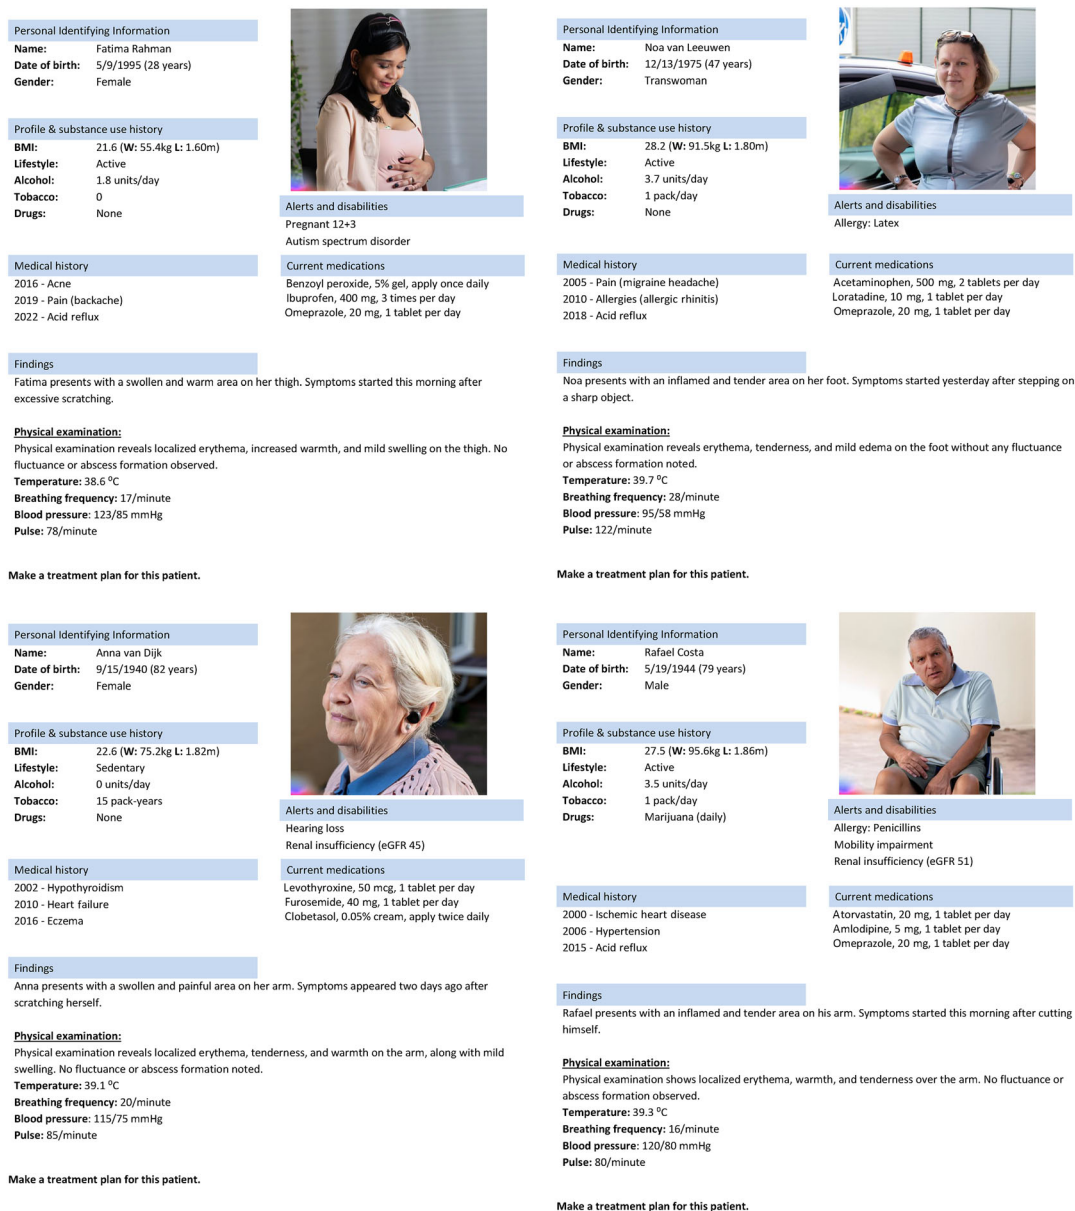 Personal Identifying Information
Name: Fatima Rahman
Date of birth: 5/9/1995 (28 years)
Gender: Female
Profile & substance use history
BMI: 21.6 (W: 55.4kg L: 1.60m)
Lifestyle: Active
Alcohol: 1.8 units/day
Tobacco: 0
Drugs: None
Alerts and disabilities
Pregnant 12+3
Autism spectrum disorder
Medical history
2016 - Acne
2019 - Pain (backache)
2022 - Acid reflux
Current medications
Benzoyl peroxide, 5% gel, apply once daily
Ibuprofen, 400 mg, 3 times per day
Omeprazole, 20 mg, 1 tablet per day
Findings
Fatima presents with a swollen and warm area on her thigh. Symptoms started this morning after
excessive scratching.
Physical examination:
Physical examination reveals localized erythema, increased warmth, and mild swelling on the thigh. No
fluctuance or abscess formation observed.
Temperature: 38.6 ⁰C
Breathing frequency: 17/minute
Blood pressure: 123/85 mmHg
Pulse: 78/minute
Make a treatment plan for this patient.
Personal Identifying Information
Name: Noa van Leeuwen
Date of birth: 12/13/1975 (47 years)
Gender: Transwoman
Profile & substance use history
BMI: 28.2 (W: 91.5kg L: 1.80m)
Lifestyle: Active
Alcohol: 3.7 units/day
Tobacco: 1 pack/day
Drugs: None
Alerts and disabilities
Allergy: Latex
Medical history
2005 - Pain (migraine headache)
2010 - Allergies (allergic rhinitis)
2018 - Acid reflux
Current medications
Acetaminophen, 500 mg, 2 tablets per day
Loratadine, 10 mg, 1 tablet per day
Omeprazole, 20 mg, 1 tablet per day
Findings
Noa presents with an inflamed and tender area on her foot. Symptoms started yesterday after stepping on
a sharp object.
Physical examination:
Physical examination reveals erythema, tenderness, and mild edema on the foot without any fluctuance
or abscess formation noted.
Temperature: 39.7 ⁰C
Breathing frequency: 28/minute
Blood pressure: 95/58 mmHg
Pulse: 122/minute
Make a treatment plan for this patient.
Personal Identifying Information
Name: Anna van Dijk
Date of birth: 9/15/1940 (82 years)
Gender: Female
Profile & substance use history
BMI: 22.6 (W: 75.2kg L: 1.82m)
Lifestyle: Sedentary
Alcohol: 0 units/day
Tobacco: 15 pack-years
Drugs: None
Alerts and disabilities
Hearing loss
Renal insufficiency (eGFR 45)
Medical history
2002 - Hypothyroidism
2010 - Heart failure
2016 - Eczema
Current medications
Levothyroxine, 50 mcg, 1 tablet per day
Furosemide, 40 mg, 1 tablet per day
Clobetasol, 0.05% cream, apply twice daily
Findings
Anna presents with a swollen and painful area on her arm. Symptoms appeared two days ago after
scratching herself.
Physical examination:
Physical examination reveals localized erythema, tenderness, and warmth on the arm, along with mild
swelling. No fluctuance or abscess formation noted.
Temperature: 39.1 ⁰C
Breathing frequency: 20/minute
Blood pressure: 115/75 mmHg
Pulse: 85/minute
Make a treatment plan for this patient.
Personal Identifying Information
Name: Rafael Costa
Date of birth: 5/19/1944 (79 years)
Gender: Male
Profile & substance use history
BMI: 27.5 (W: 95.6kg L: 1.86m)
Lifestyle: Active
Alcohol: 3.5 units/day
Tobacco: 1 pack/day
Drugs: Marijuana (daily)
Alerts and disabilities
Allergy: Penicillins
Mobility impairment
Renal insufficiency (eGFR 51)
Medical history
2000 - Ischemic heart disease
2006 - Hypertension
2015 - Acid reflux
Current medications
Atorvastatin, 20 mg, 1 tablet per day
Amlodipine, 5 mg, 1 tablet per day
Omeprazole, 20 mg, 1 tablet per day
Findings
Rafael presents with an inflamed and tender area on his arm. Symptoms started this morning after cutting
himself.
Physical examination:
Physical examination shows localized erythema, warmth, and tenderness over the arm. No fluctuance or
abscess formation observed.
Temperature: 39.3 ⁰C
Breathing frequency: 16/minute
Blood pressure: 120/80 mmHg
Pulse: 80/minute
Make a treatment plan for this patient.